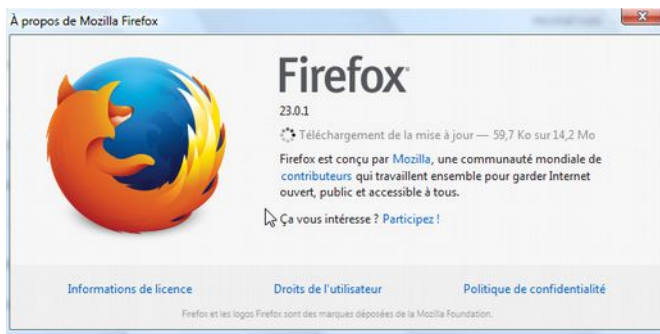 À propos de Mozilla Firefox
Firefox
23.0.1
Téléchargement de la mise à jour — 59,7 Ko sur 14,2 Mo
Firefox est conçu par Mozilla, une communauté mondiale de
contributeurs qui travaillent ensemble pour garder Internet
ouvert, public et accessible à tous.
Ça vous intéresse ? Participez !
Informations de licence Droits de l'utilisateur Politique de confidentialité
Firefox et les logos Firefox sont des marques déposées de la Mozilla Foundation.